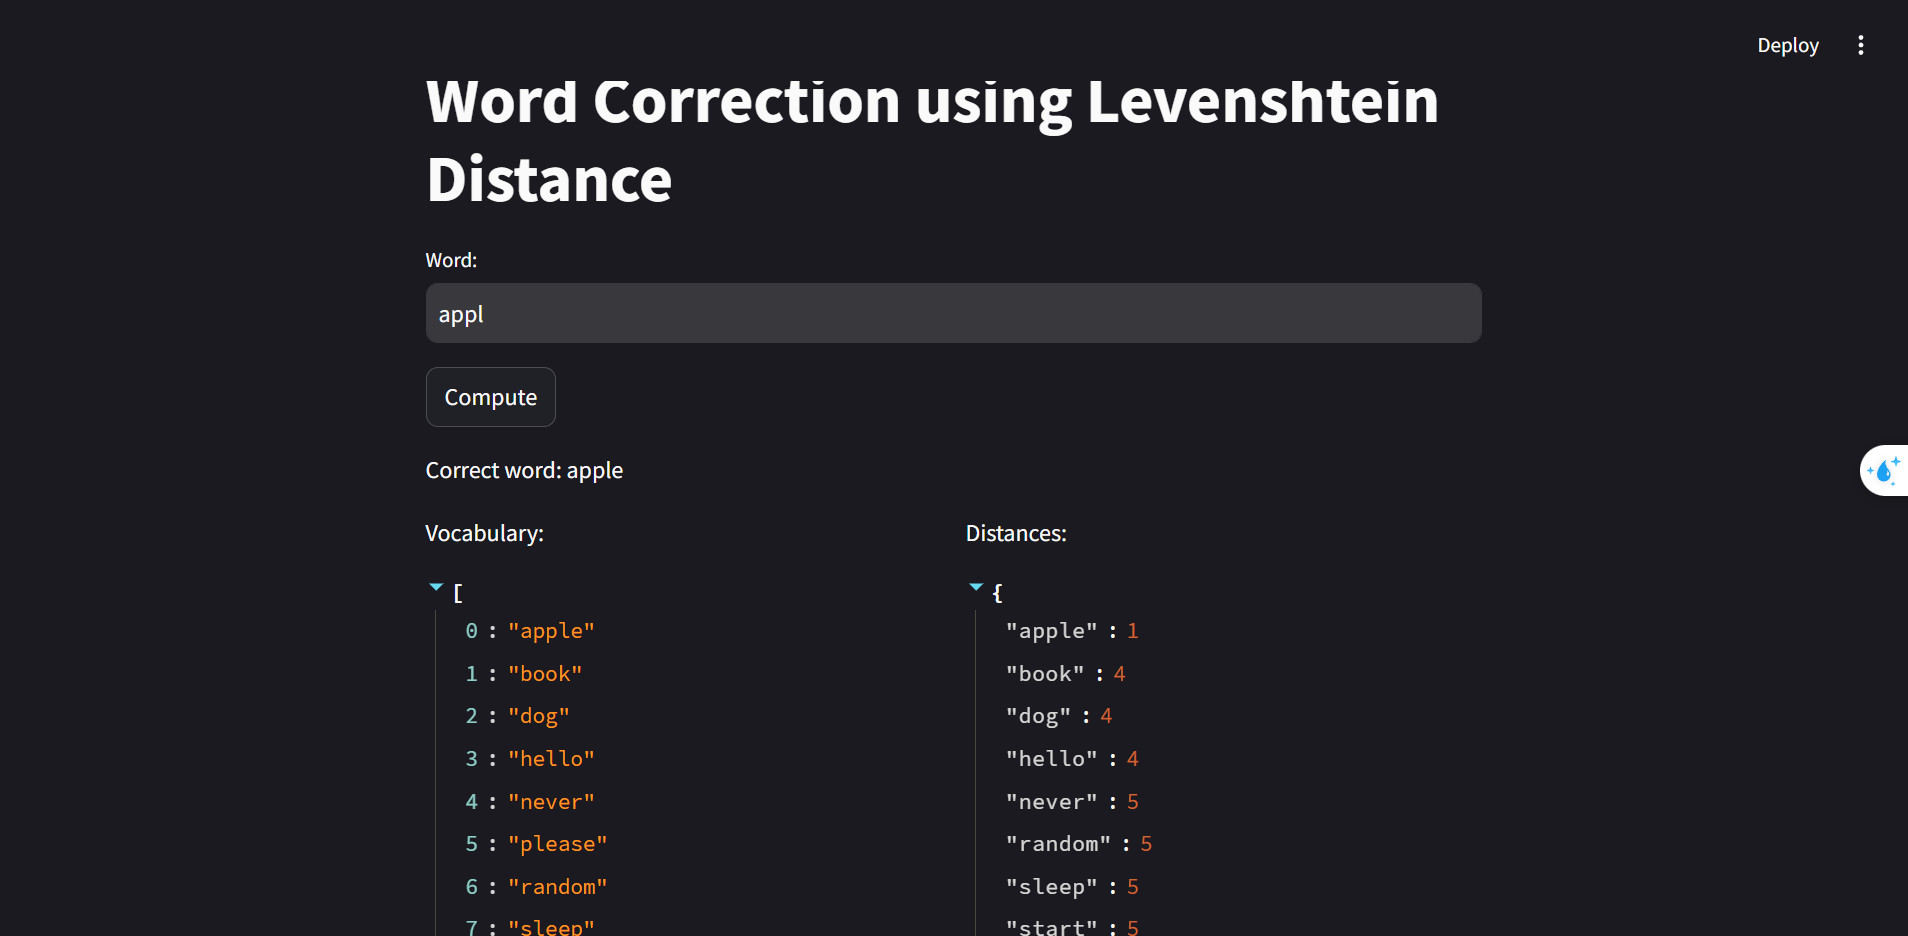 Deploy
Word Correction using Levenshtein
Distance
Word:
appl
Compute
Correct word: apple
Vocabulary:
[
0 : "apple"
1 : "book"
2 : "dog"
3 : "hello"
4 : "never"
5 : "please"
6 : "random"
7 : "sleep"
Distances:
{
"apple" : 1
"book" : 4
"dog" : 4
"hello" : 4
"never" : 5
"random" : 5
"sleep" : 5
"start" : 5